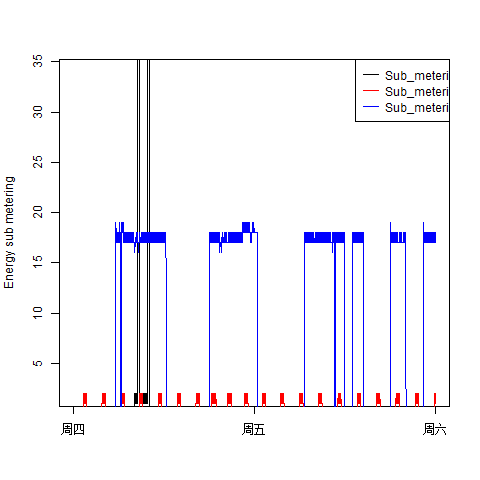 Energy sub metering
35
30
25
20
15
10
5
Sub_meteri
Sub_meteri
Sub_meteri
周四 周五 周六